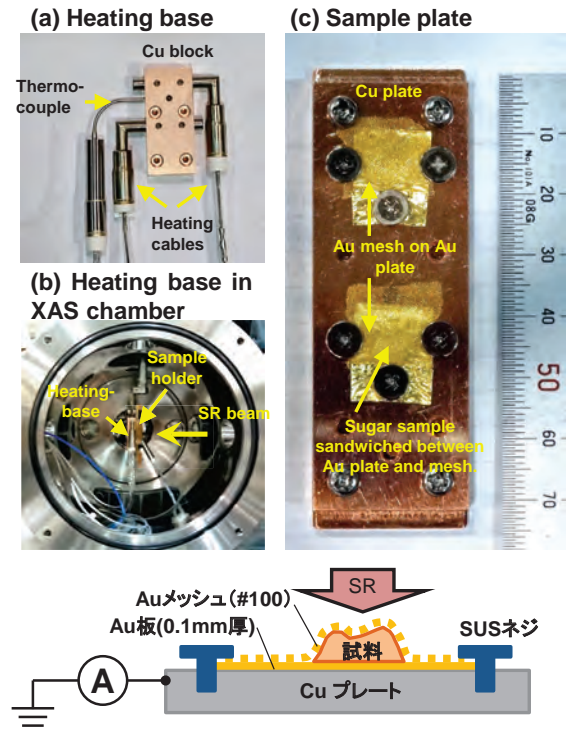 (a) Heating base
Cu block
Thermo-
couple
Heating
cables
(b) Heating base in
XAS chamber
Sample
holder
Heating-
base
SR beam
(c) Sample plate
Cu plate
Au mesh on Au
plate
Sugar sample
sandwiched between
Au plate and mesh.
10
20
30
40
50
60
70
No.101A
08G
SR
Auメッシュ(#100)
Au板(0.1mm厚)
SUSネジ
試料
A
Cu プレート